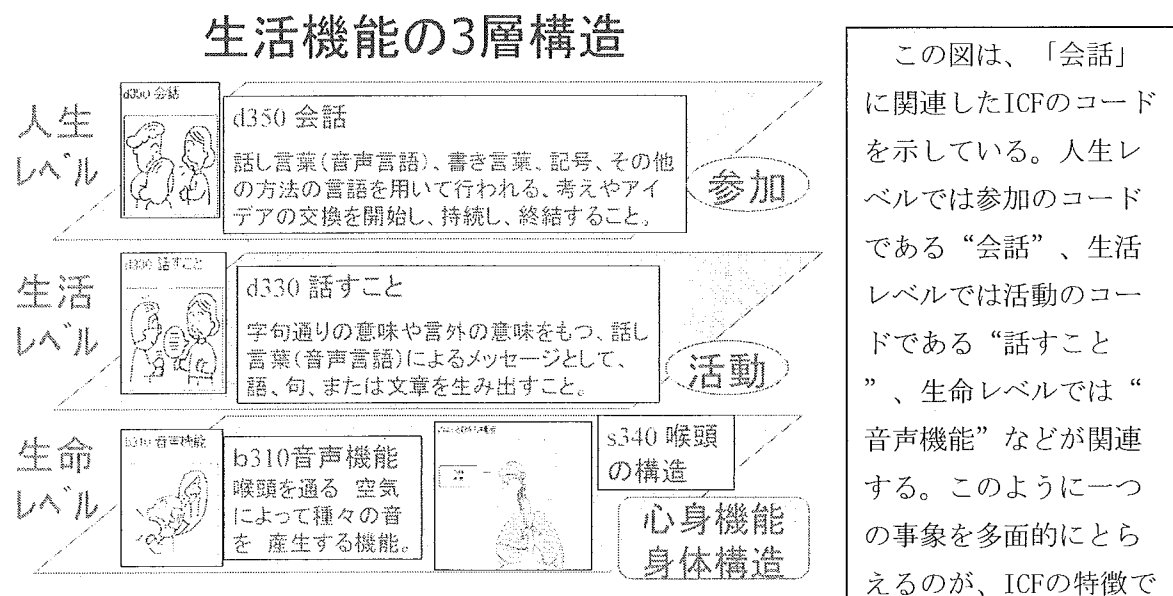 生活機能の3層構造
人生
レベル
d350 会話
d350 会話
話し言葉(音声言語)、書き言葉、記号、その他
の方法の言語を用いて行われる、考えやアイ
デアの交換を開始し、持続し、終結すること。
参加
生活
レベル
d330 話すこと
d330 話すこと
字句通りの意味や言外の意味をもつ、話し
言葉(音声言語)によるメッセージとして、
語、句、または文章を生み出すこと。
活動
生命
レベル
b310 音声機能
b310音声機能
喉頭を通る 空気
によって種々の音
を 産生する機能。
s340 喉頭
の構造
心身機能
身体構造
この図は、「会話」
に関連したICFのコード
を示している。人生レ
ベルでは参加のコード
である“会話”、生活
レベルでは活動のコー
ドである“話すこと
”、生命レベルでは“
音声機能”などが関連
する。このように一つ
の事象を多面的にとら
えるのが、ICFの特徴で